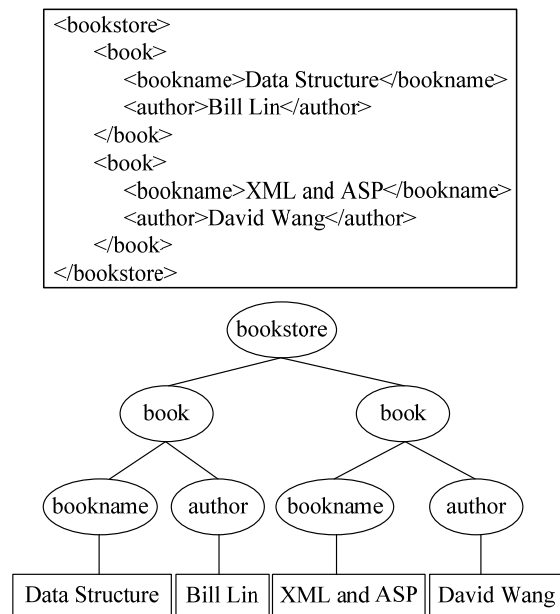 <bookstore>
<book>
<bookname>Data Structure</bookname>
<author>Bill Lin</author>
</book>
<book>
<bookname>XML and ASP</bookname>
<author>David Wang</author>
</book>
</bookstore>
bookstore
book book
bookname author bookname author
Data Structure Bill Lin XML and ASP David Wang